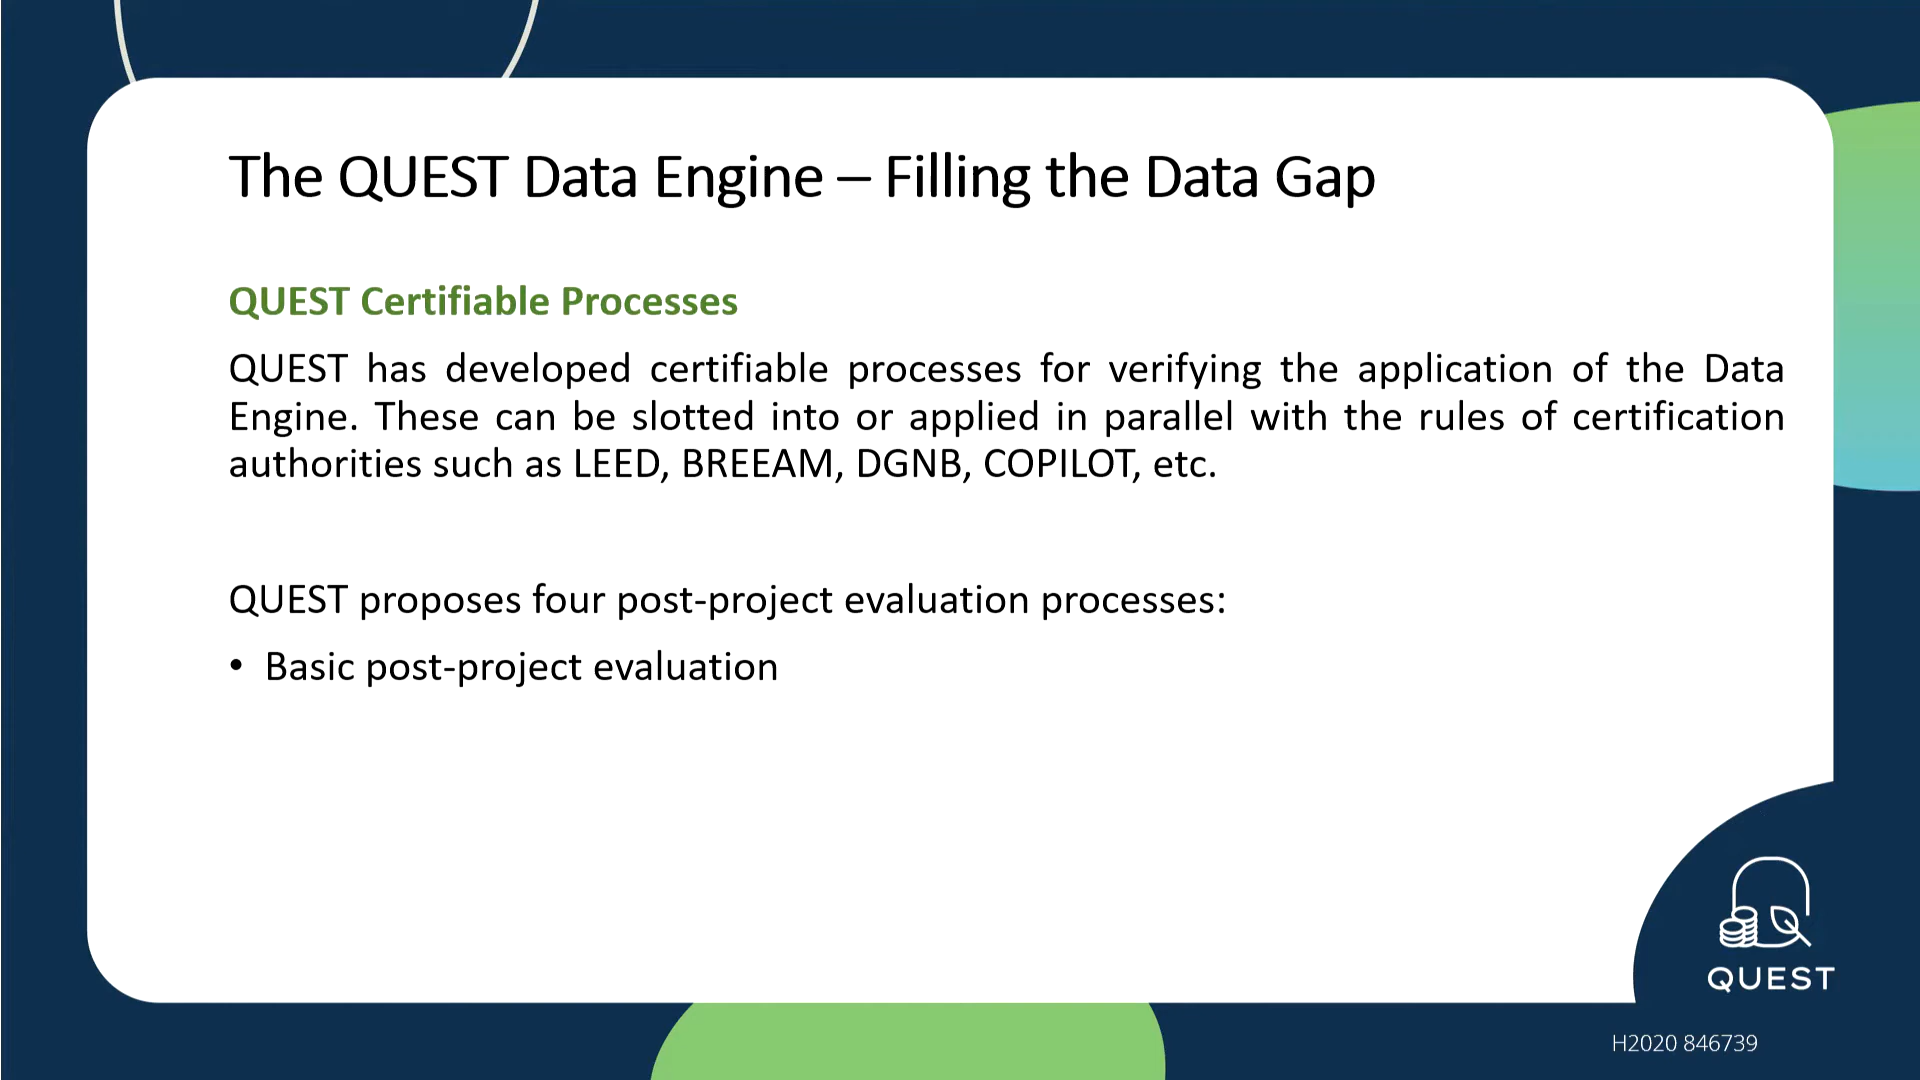 The QUEST Data Engine – Filling the Data Gap
QUEST Certifiable Processes
QUEST has developed certifiable processes for verifying the application of the Data
Engine. These can be slotted into or applied in parallel with the rules of certification
authorities such as LEED, BREEAM, DGNB, COPILOT, etc.
QUEST proposes four post-project evaluation processes:
• Basic post-project evaluation
QUEST
H2020 846739